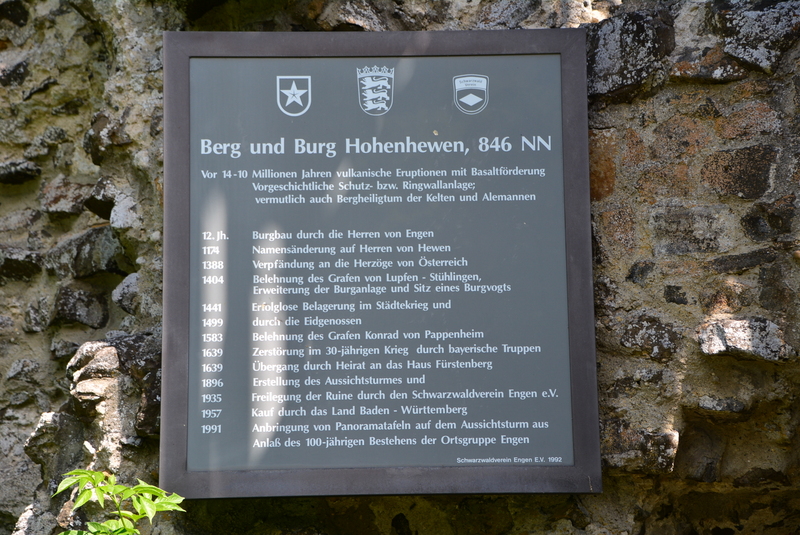 Berg und Burg Hohenhewen, 846 NN
Vor 14-10 Millionen Jahren vulkanische Eruptionen mit Basaltförderung
Vorgeschichtliche Schutz- bzw. Ringwallanlage;
vermutlich auch Bergheiligtum der Kelten und Alemannen
12. Jh. Burgbau durch die Herren von Engen
1174 Namensänderung auf Herren von Hewen
1388 Verpfändung an die Herzöge von Österreich
1404 Belehnung des Grafen von Lupfen - Stühlingen,
Erweiterung der Burganlage und Sitz eines Burgvogts
1441 Erfolglose Belagerung im Städtekrieg und
1499 durch die Eidgenossen
1583 Belehnung des Grafen Konrad von Pappenheim
1639 Zerstörung im 30-jährigen Krieg durch bayerische Truppen
1639 Übergang durch Heirat an das Haus Fürstenberg
1896 Erstellung des Aussichtsturmes und
1935 Freilegung der Ruine durch den Schwarzwaldverein Engen e.V.
1957 Kauf durch das Land Baden - Württemberg
1991 Anbringung von Panoramatafeln auf dem Aussichtsturm aus
Anlaß des 100-jährigen Bestehens der Ortsgruppe Engen
Schwarzwaldverein Engen E.V. 1992